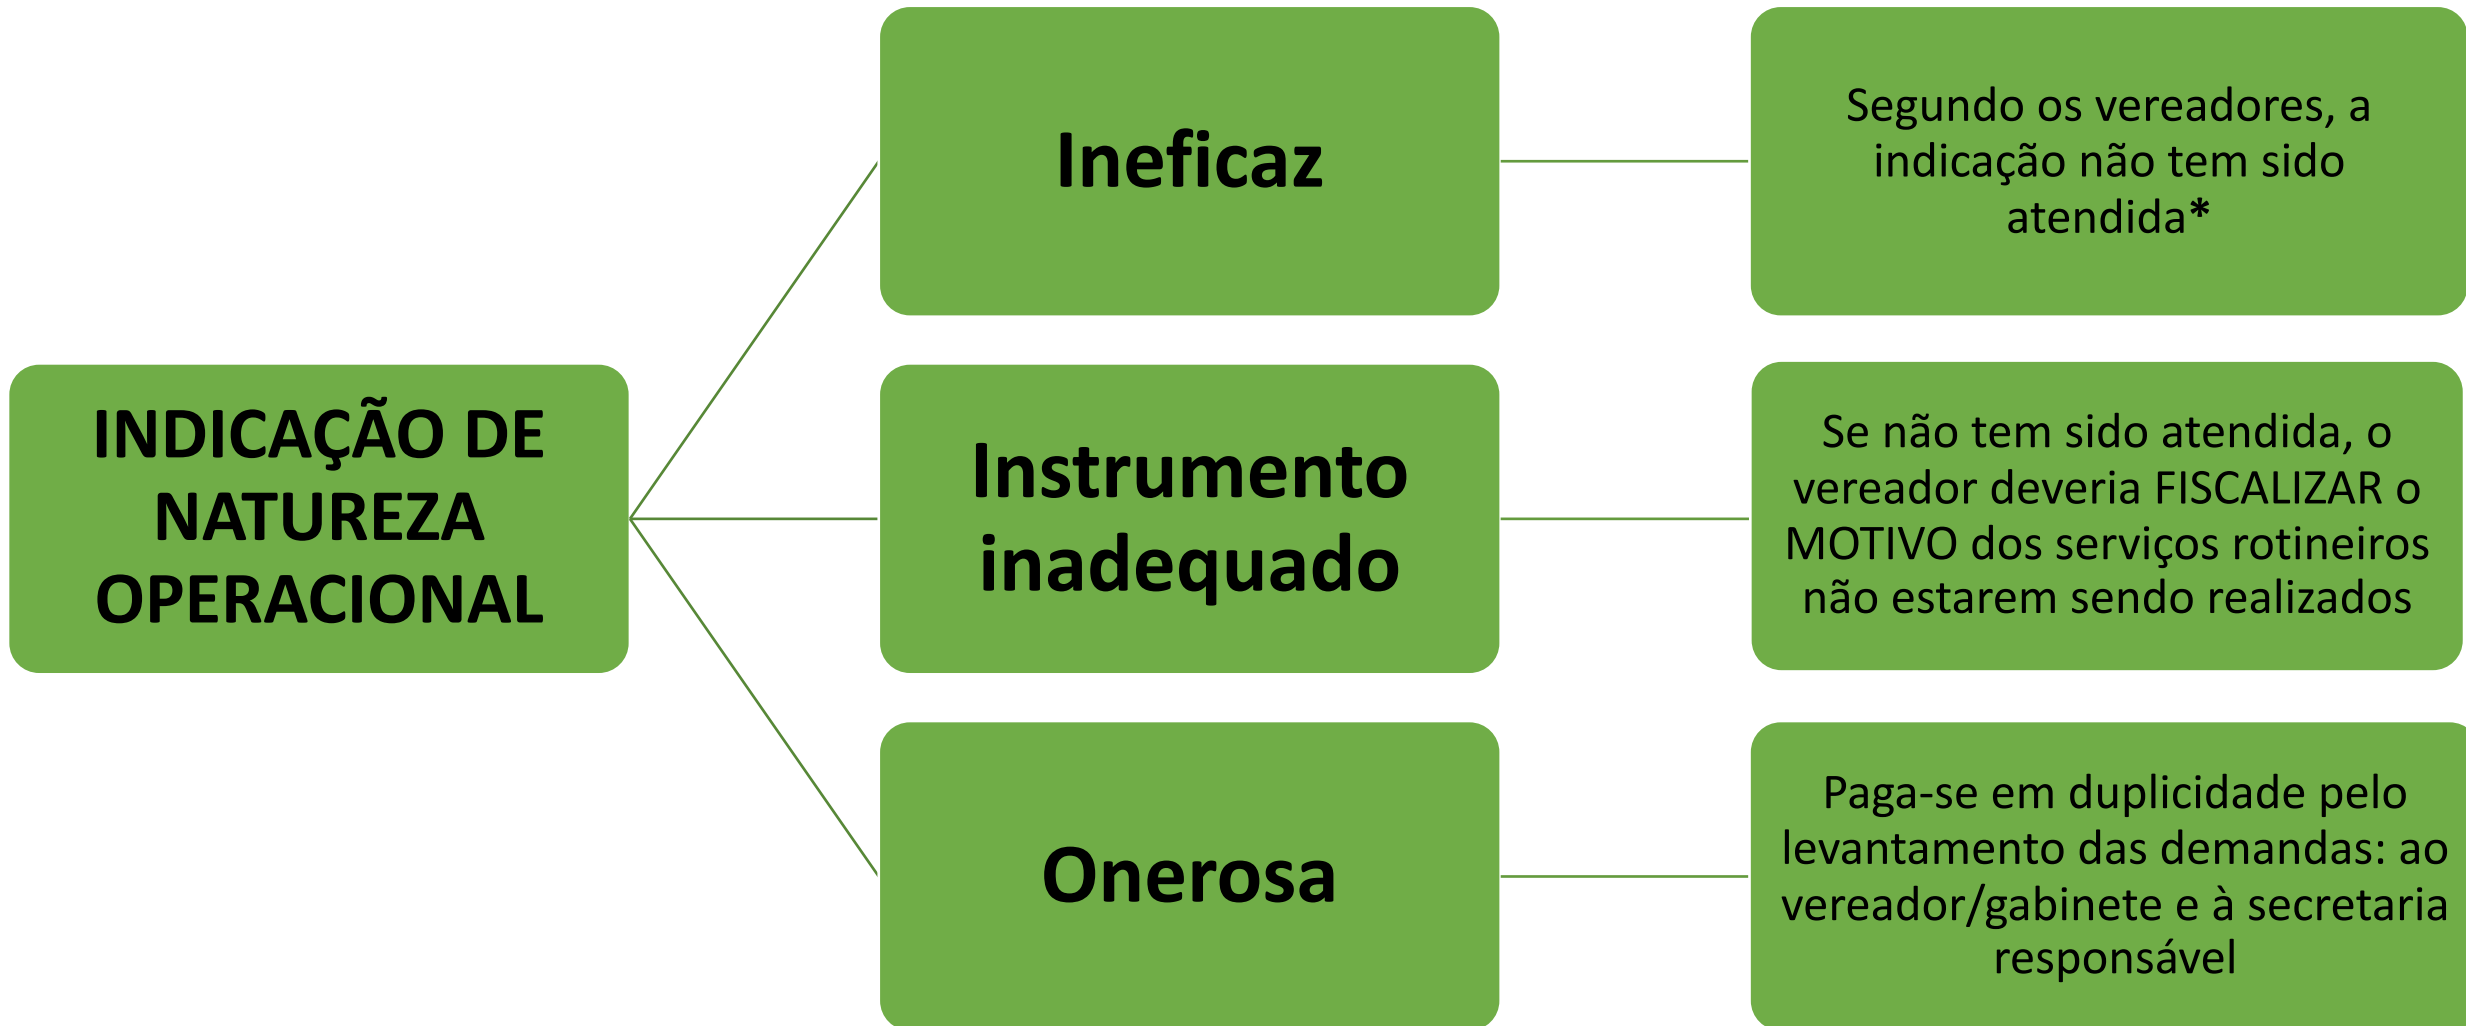 INDICAÇÃO DE
NATUREZA
OPERACIONAL
Ineficaz
Segundo os vereadores, a
indicação não tem sido
atendida*
Instrumento
inadequado
Se não tem sido atendida, o
vereador deveria FISCALIZAR o
MOTIVO dos serviços rotineiros
não estarem sendo realizados
Onerosa
Paga-se em duplicidade pelo
levantamento das demandas: ao
vereador/gabinete e à secretaria
responsável